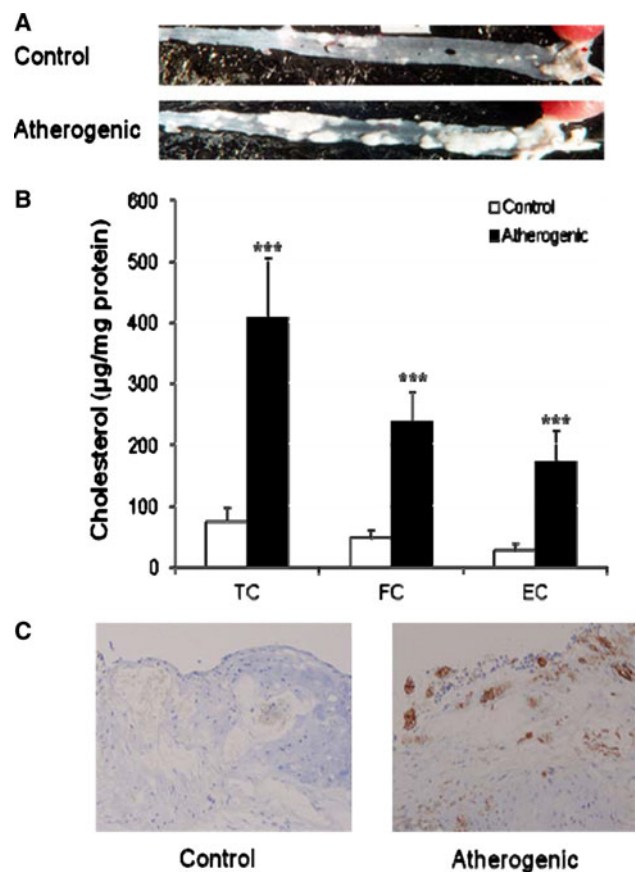 A
Control
Atherogenic
B
Cholesterol (µg/mg protein)
600
500
400
300
200
100
0
Control
Atherogenic
***
***
***
TC FC EC
C
Control Atherogenic